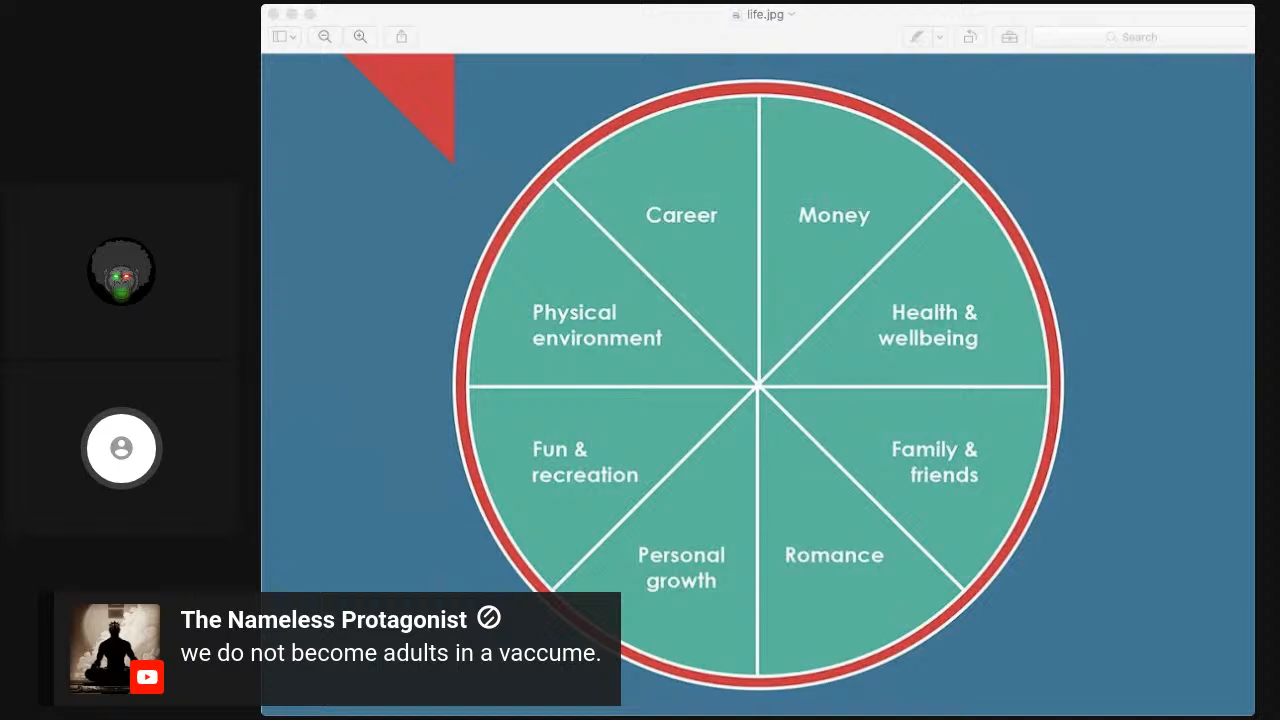 life.jpg
Search
Career
Money
Physical
environment
Health &
wellbeing
Fun &
recreation
Family &
friends
Personal
growth
Romance
The Nameless Protagonist
we do not become adults in a vaccume.